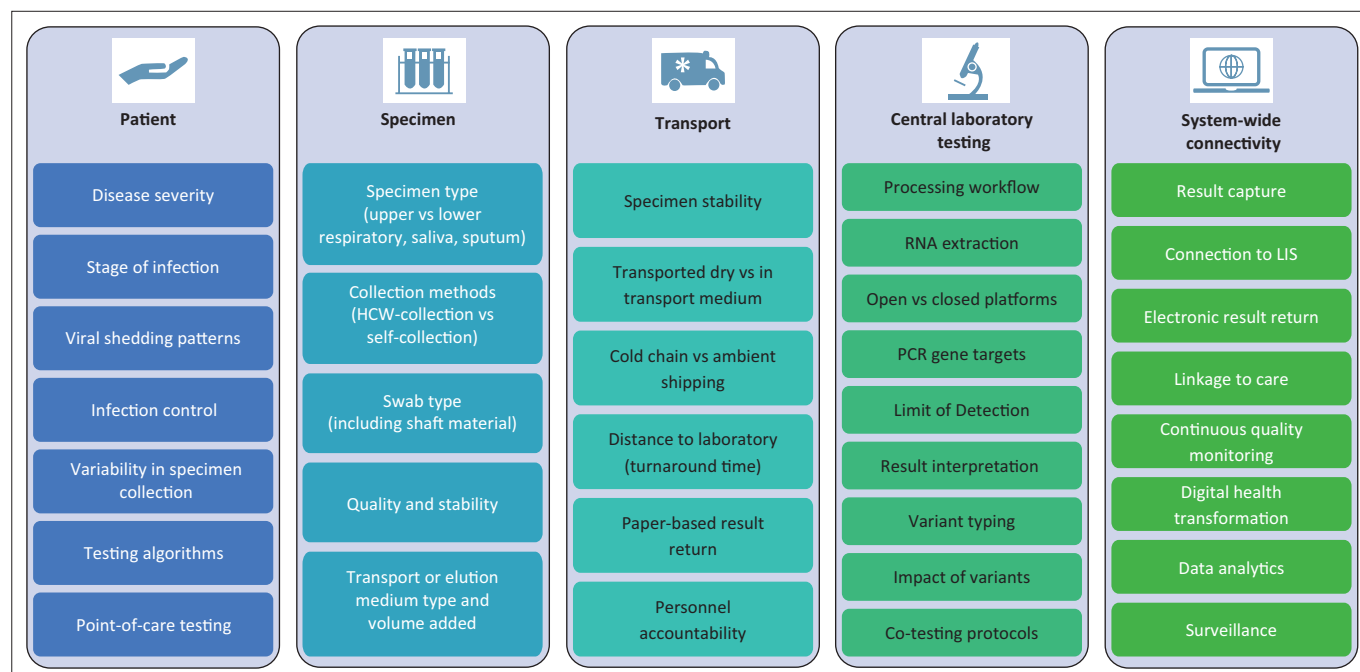 Patient
Disease severity
Stage of infection
Viral shedding patterns
Infection control
Variability in specimen
collection
Testing algorithms
Point-of-care testing
Specimen
Specimen type
(upper vs lower
respiratory, saliva, sputum)
Collection methods
(HCW-collection vs
self-collection)
Swab type
(including shaft material)
Quality and stability
Transport or elution
medium type and
volume added
Transport
Specimen stability
Transported dry vs in
transport medium
Cold chain vs ambient
shipping
Distance to laboratory
(turnaround time)
Paper-based result
return
Personnel
accountability
Central laboratory
testing
Processing workflow
RNA extraction
Open vs closed platforms
PCR gene targets
Limit of Detection
Result interpretation
Variant typing
Impact of variants
Co-testing protocols
System-wide
connectivity
Result capture
Connection to LIS
Electronic result return
Linkage to care
Continuous quality
monitoring
Digital health
transformation
Data analytics
Surveillance